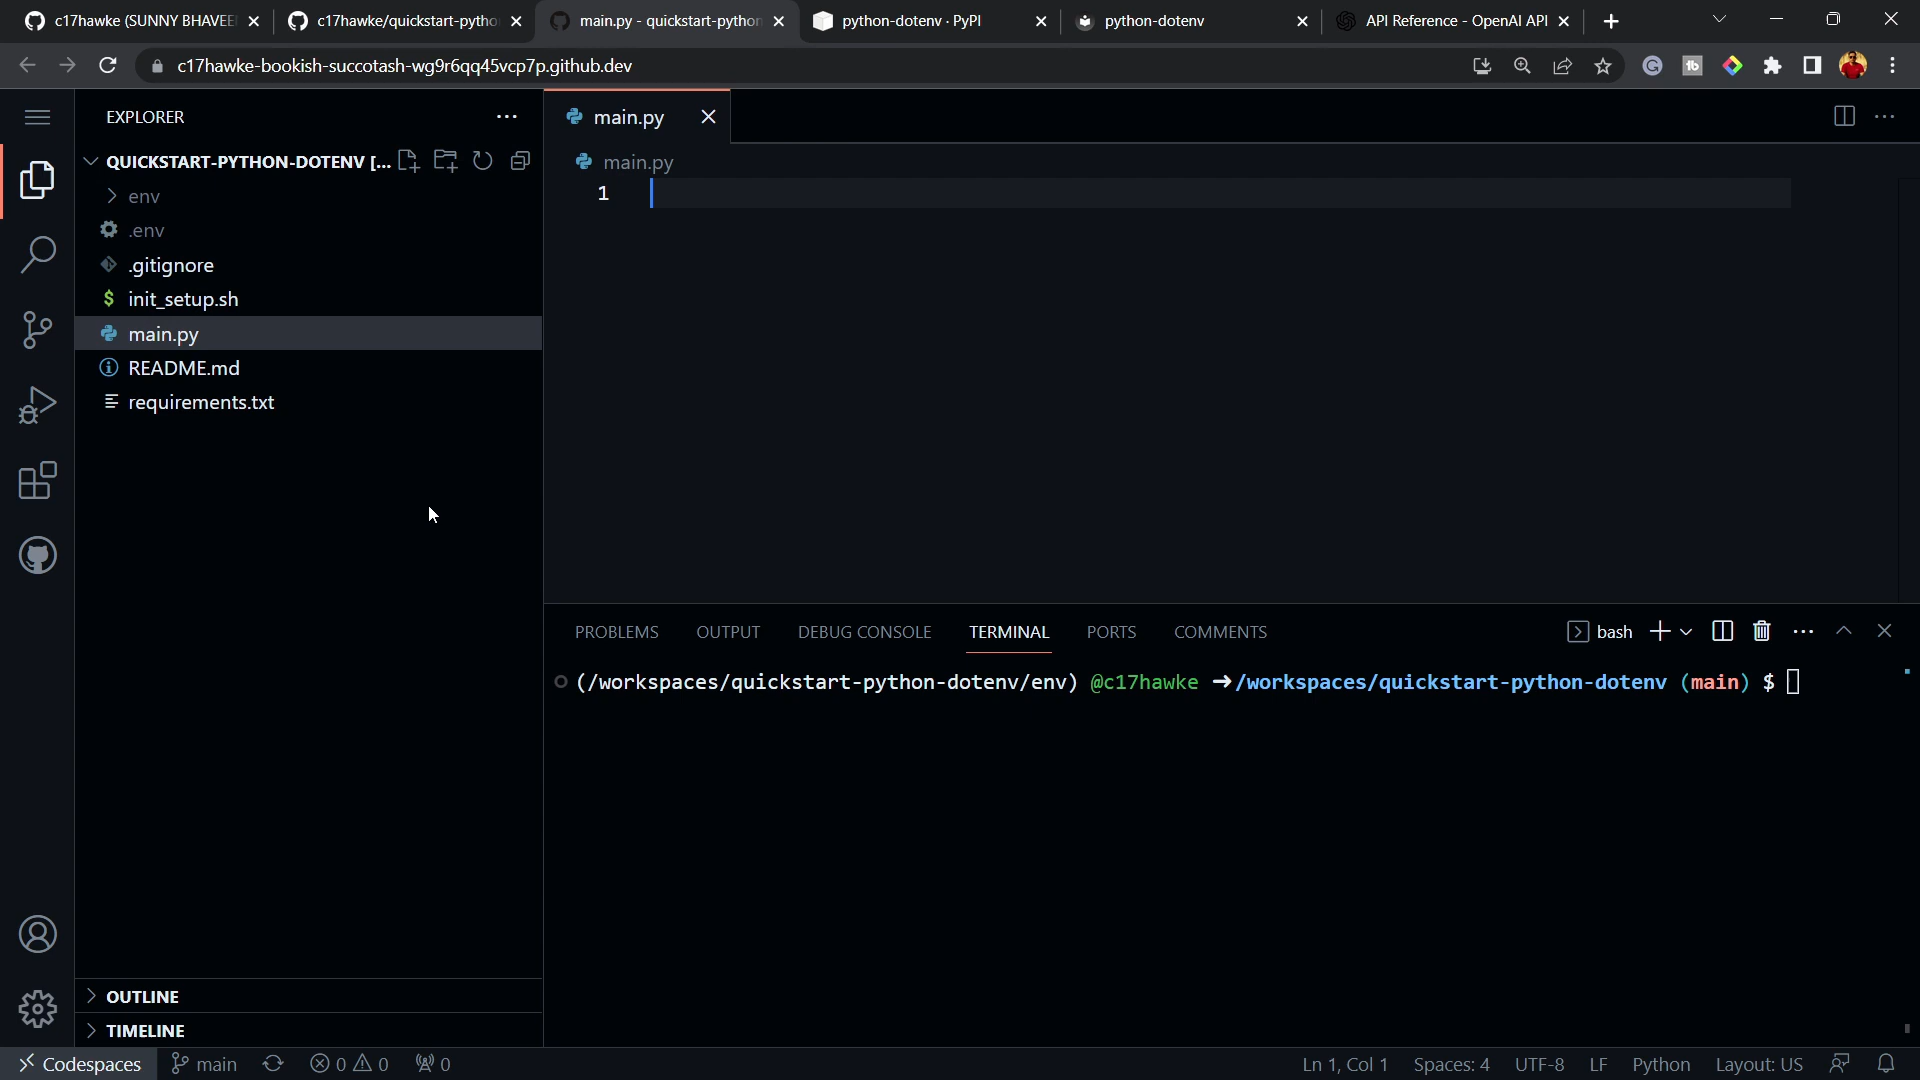 c17hawke (SUNNY BHAVEE
c17hawke/quickstart-pytho
main.py - quickstart-python
python-dotenv · PyPI
python-dotenv
API Reference - OpenAI API
c17hawke-bookish-succotash-wg9r6qq45vcp7p.github.dev
EXPLORER
QUICKSTART-PYTHON-DOTENV [...
env
.env
.gitignore
$ init_setup.sh
main.py
README.md
requirements.txt
OUTLINE
TIMELINE
main.py
main.py
1
PROBLEMS OUTPUT DEBUG CONSOLE TERMINAL PORTS COMMENTS
bash
(/workspaces/quickstart-python-dotenv/env) @c17hawke ➜/workspaces/quickstart-python-dotenv (main) $
Codespaces main 0 0 0
Ln 1, Col 1 Spaces: 4 UTF-8 LF Python Layout: US